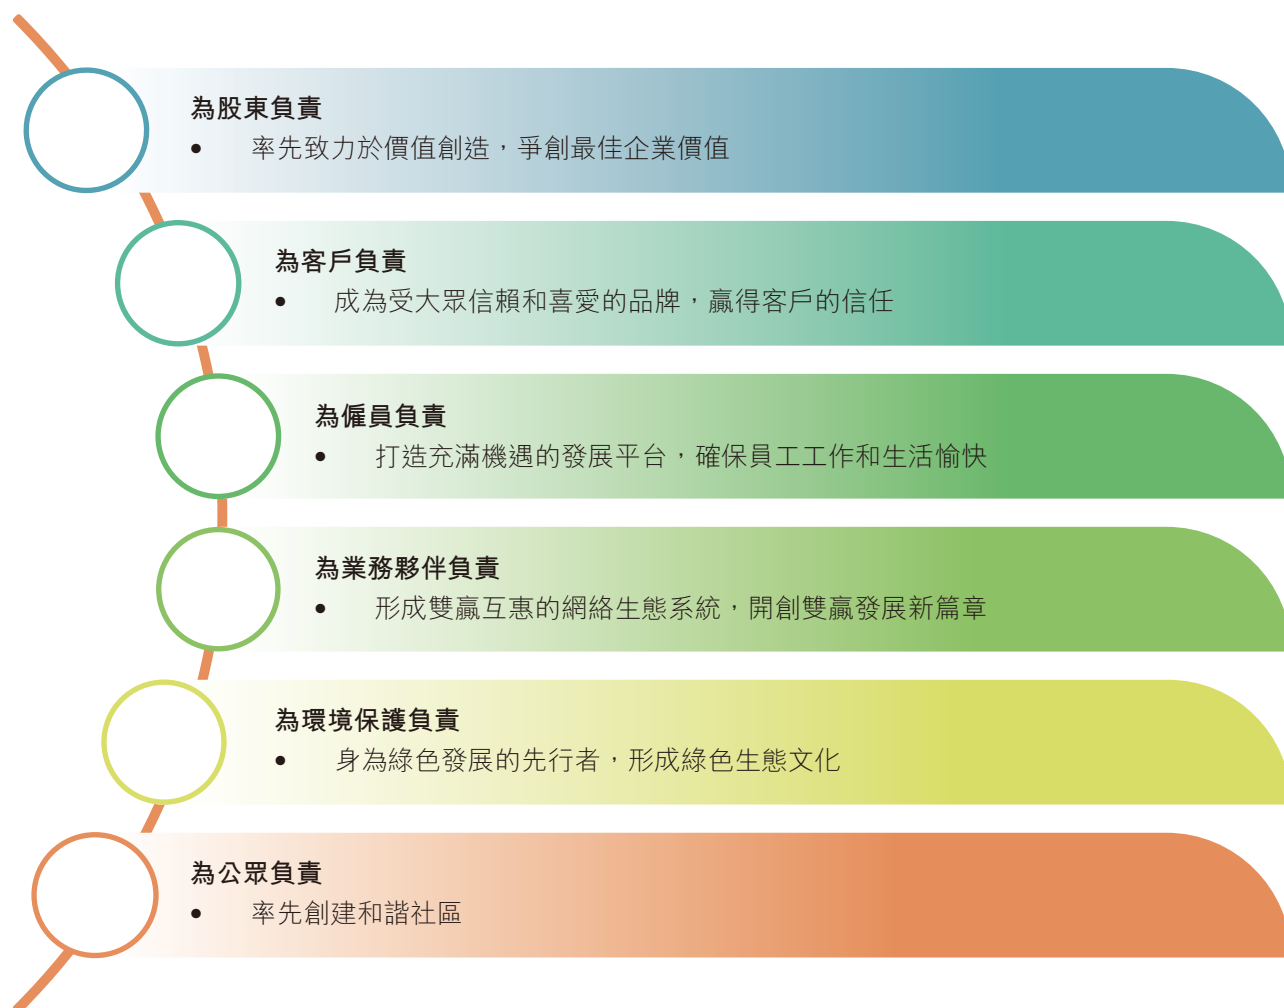 為股東負責
• 率先致力於價值創造，爭創最佳企業價值
為客戶負責
• 成為受大眾信賴和喜愛的品牌，贏得客戶的信任
為僱員負責
• 打造充滿機遇的發展平台，確保員工工作和生活愉快
為業務夥伴負責
• 形成雙贏互惠的網絡生態系統，開創雙贏發展新篇章
為環境保護負責
• 身為綠色發展的先行者，形成綠色生態文化
為公眾負責
• 率先創建和諧社區